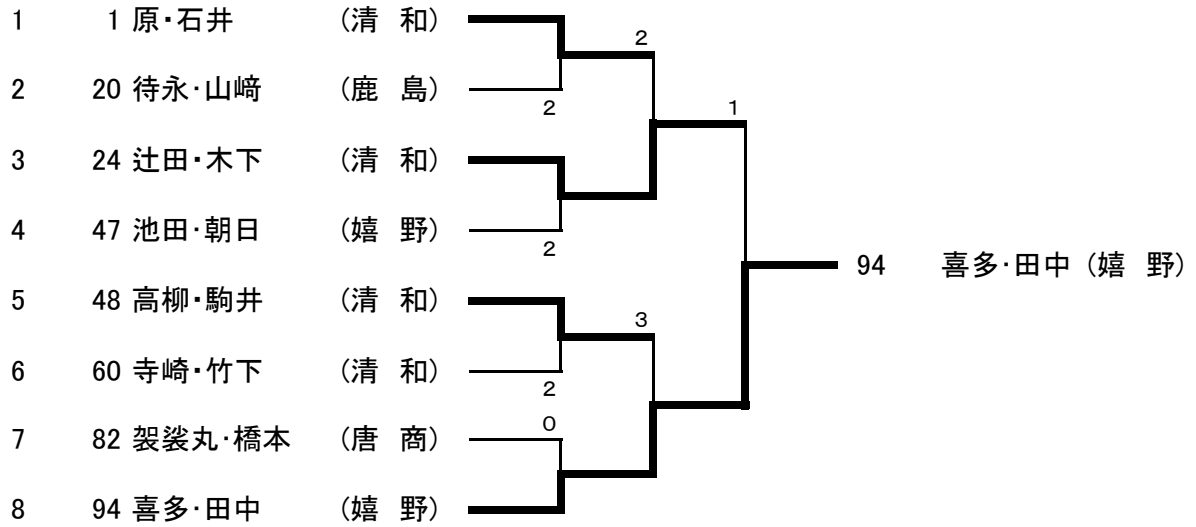 1 1 原・石井 (清 和)
2
2 20 待永・山﨑 (鹿 島)
2
1
3 24 辻田・木下 (清 和)
4 47 池田・朝日 (嬉 野)
2
94 喜多・田中 (嬉 野)
5 48 高柳・駒井 (清 和)
3
6 60 寺崎・竹下 (清 和)
2
0
7 82 袈裟丸・橋本 (唐 商)
8 94 喜多・田中 (嬉 野)